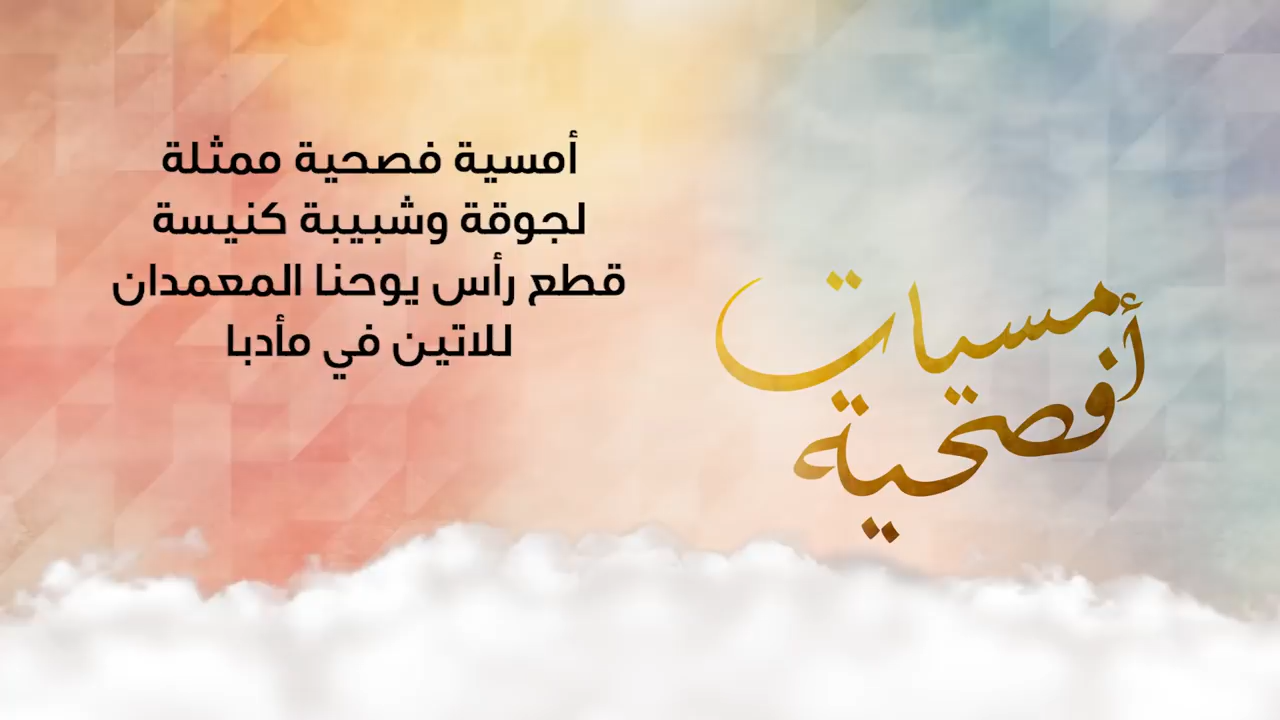 أمسية فصحية ممثلة
لجوقة وشبيبة كنيسة
قطع رأس يوحنا المعمدان
للاتين في مأدبا
أمسيات
فصحية